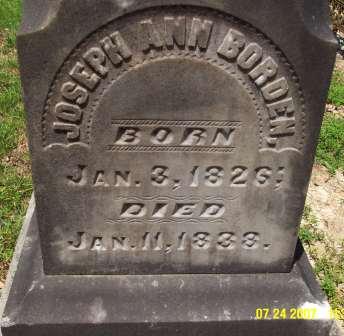 JOSEPH ANN BORDEN,
BORN
JAN. 3, 1826;
DIED
JAN. 11, 1838.
07 24 2007